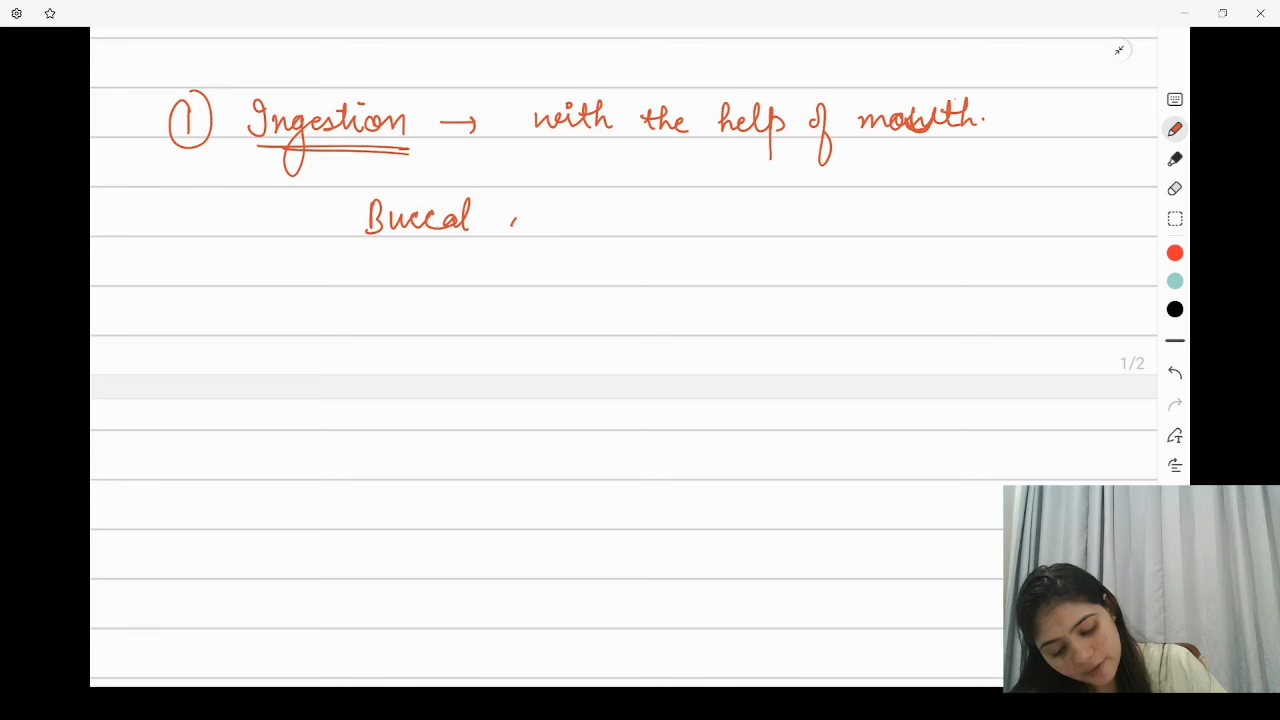 1 Ingestion → with the help of mouth.
Buccal
1/2